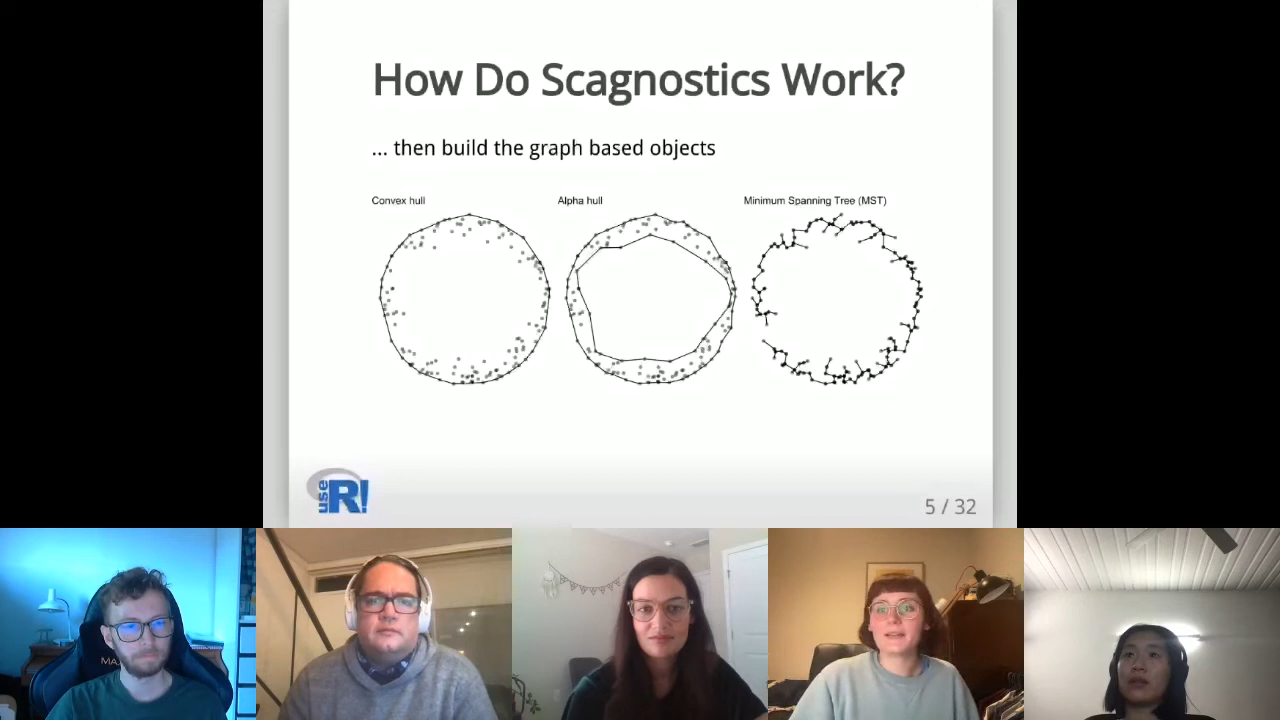 How Do Scagnostics Work?
... then build the graph based objects
Convex hull
Alpha hull
Minimum Spanning Tree (MST)
use R!
5 / 32